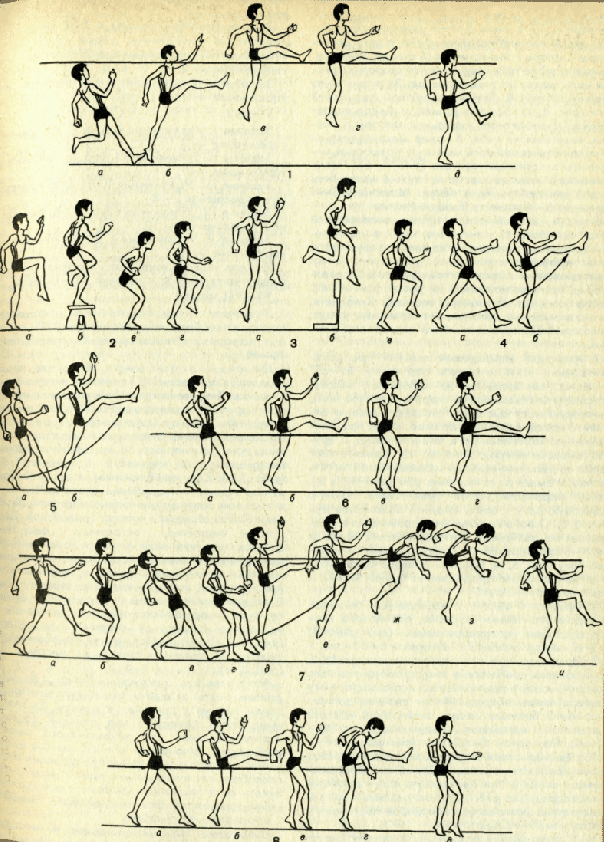 в г
а б 1 д
а б 2 в г а 3 б в а 4 б
а 5 б а б 6 в г
ж з
е
а б в г д 7 и
а б в г
8 д